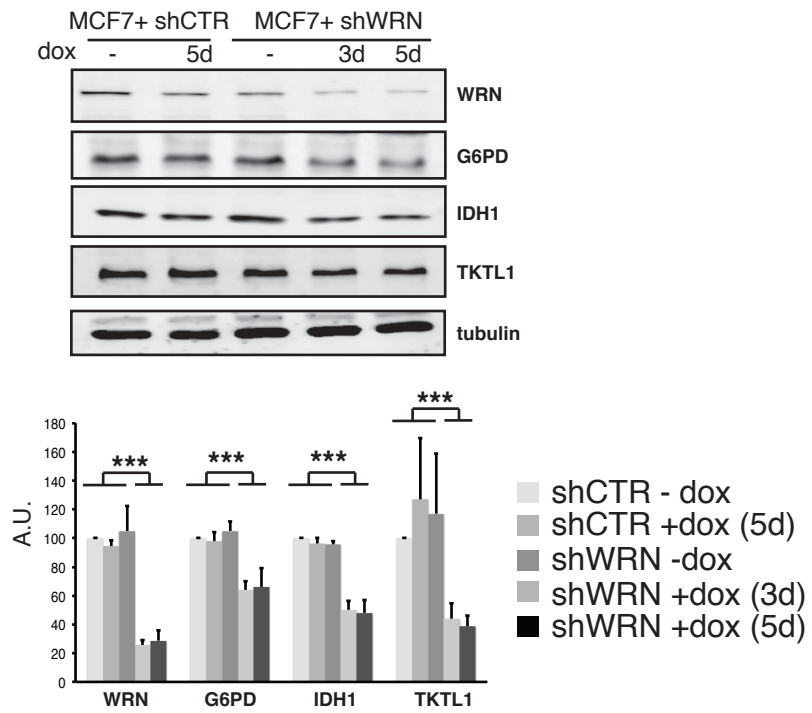 MCF7+ shCTR MCF7+ shWRN
dox - 5d - 3d 5d
WRN
G6PD
IDH1
TKTL1
tubulin
180
160
140
120
100
80
60
40
20
0
A.U.
*** *** *** ***
WRN G6PD IDH1 TKTL1
shCTR - dox
shCTR +dox (5d)
shWRN -dox
shWRN +dox (3d)
shWRN +dox (5d)